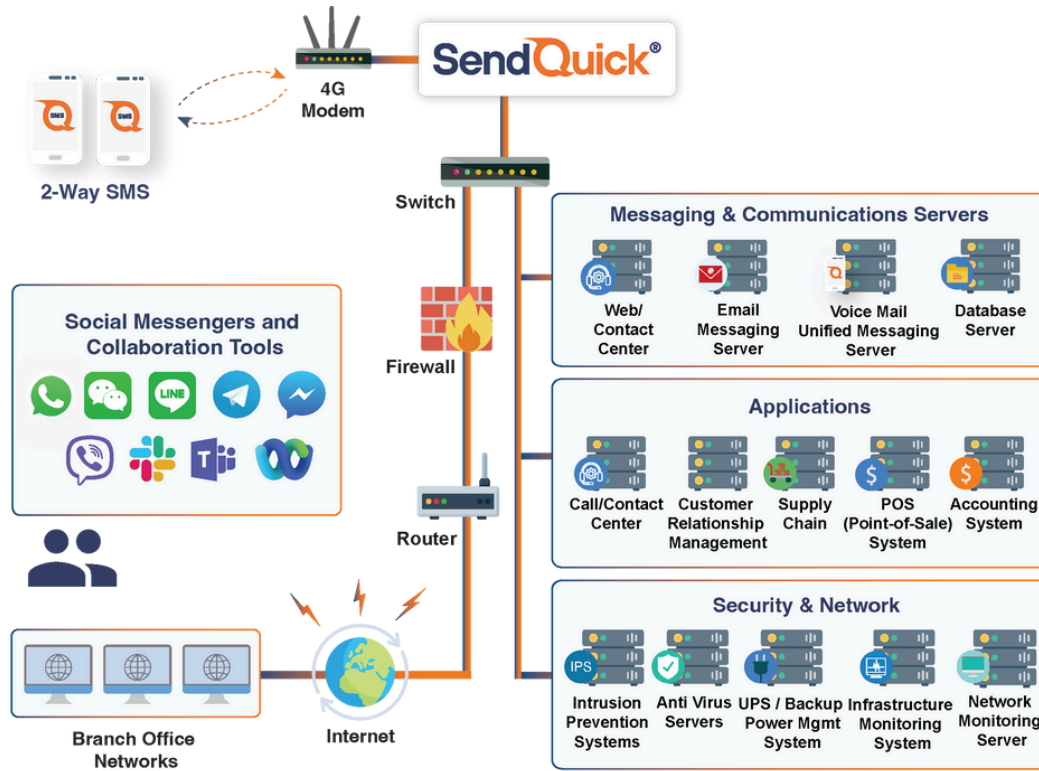 SendQuick®
4G
Modem
SMS
SMS
2-Way SMS
Switch
Messaging & Communications Servers
Web/
Contact
Center
Email
Messaging
Server
Voice Mail
Unified Messaging
Server
Database
Server
Social Messengers and
Collaboration Tools
LINE
T
Firewall
Applications
$
$
Call/Contact
Center
Customer
Relationship
Management
Supply
Chain
POS
(Point-of-Sale)
System
Accounting
System
Router
Security & Network
IPS
Intrusion
Prevention
Systems
Anti Virus
Servers
UPS / Backup
Power Mgmt
System
Infrastructure
Monitoring
System
Network
Monitoring
Server
Branch Office
Networks
Internet